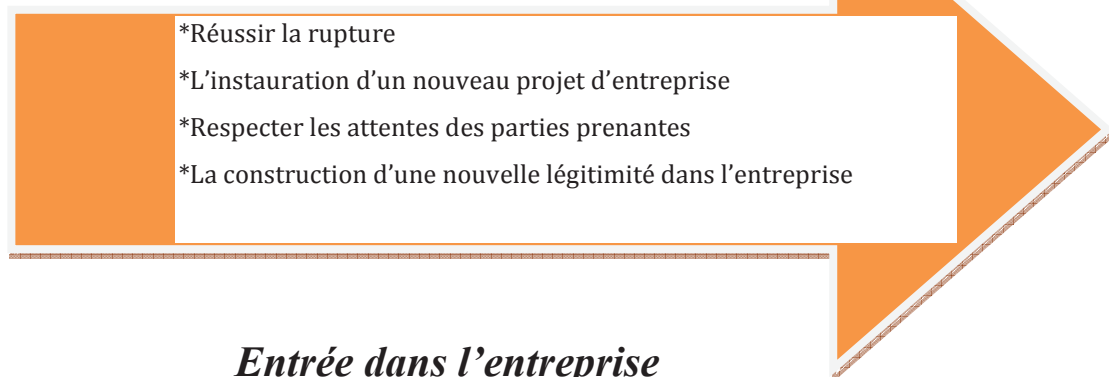 *Réussir la rupture
*L’instauration d’un nouveau projet d’entreprise
*Respecter les attentes des parties prenantes
*La construction d’une nouvelle légitimité dans l’entreprise
Entrée dans l’entreprise